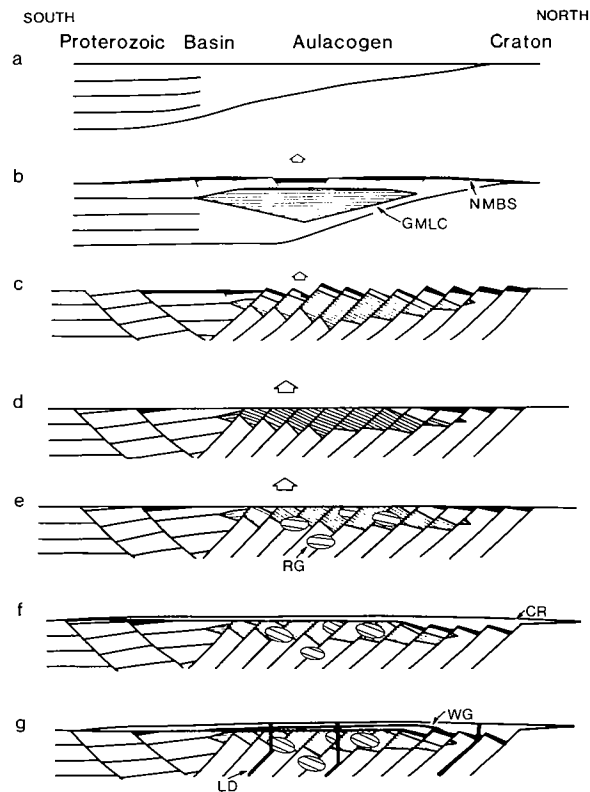 SOUTH NORTH
Proterozoic Basin Aulacogen Craton
a
b
NMBS
GMLC
c
d
e
RG
f
CR
g
WG
LD